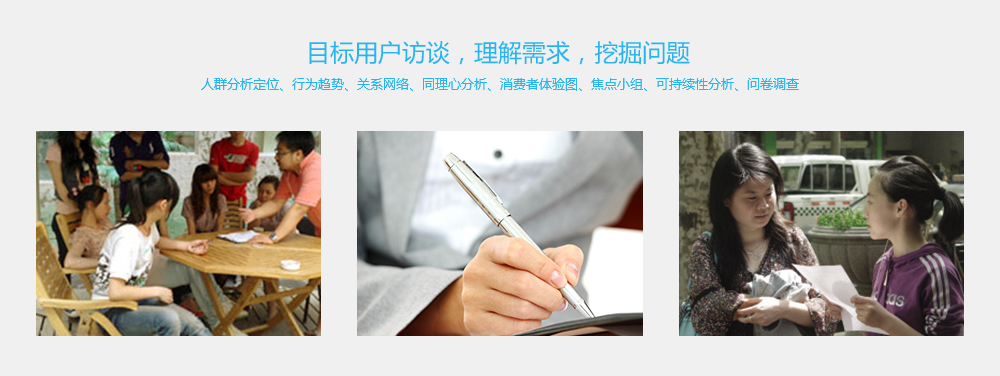 目标用户访谈，理解需求，挖掘问题
人群分析定位、行为趋势、关系网络、同理心分析、消费者体验图、焦点小组、可持续性分析、问卷调查